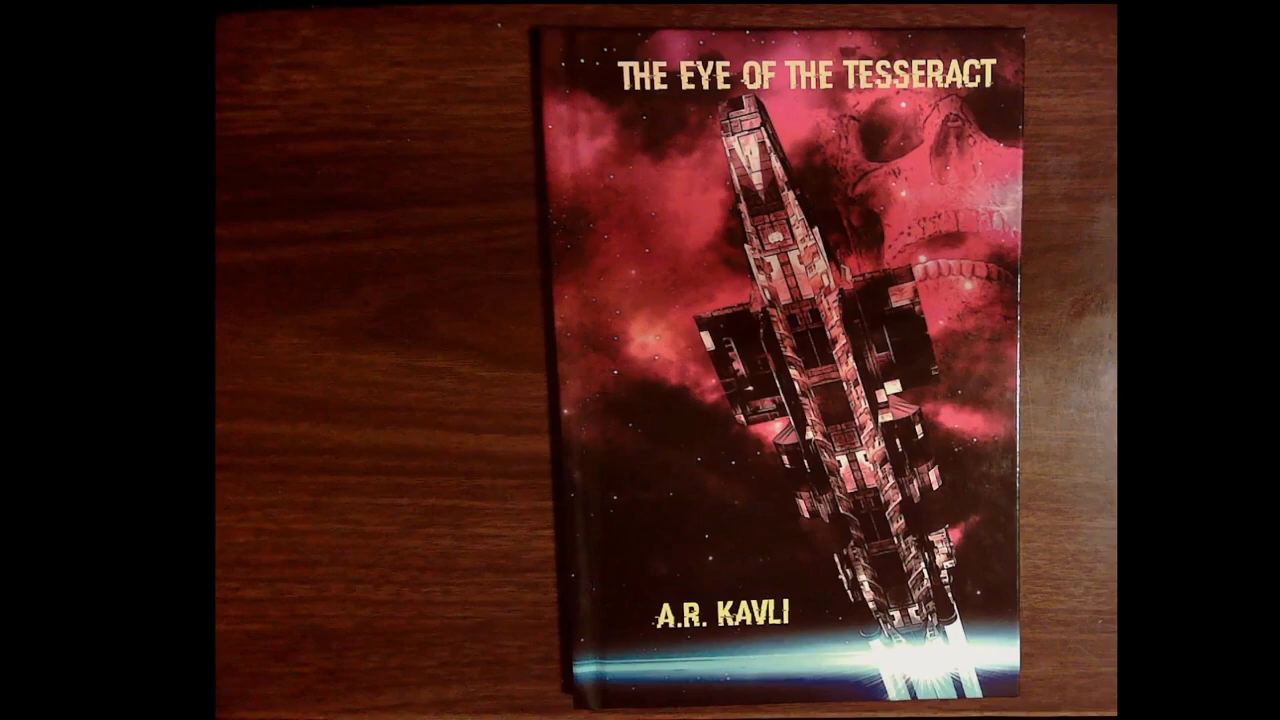 THE EYE OF THE TESSERACT
A.R. KAVLI